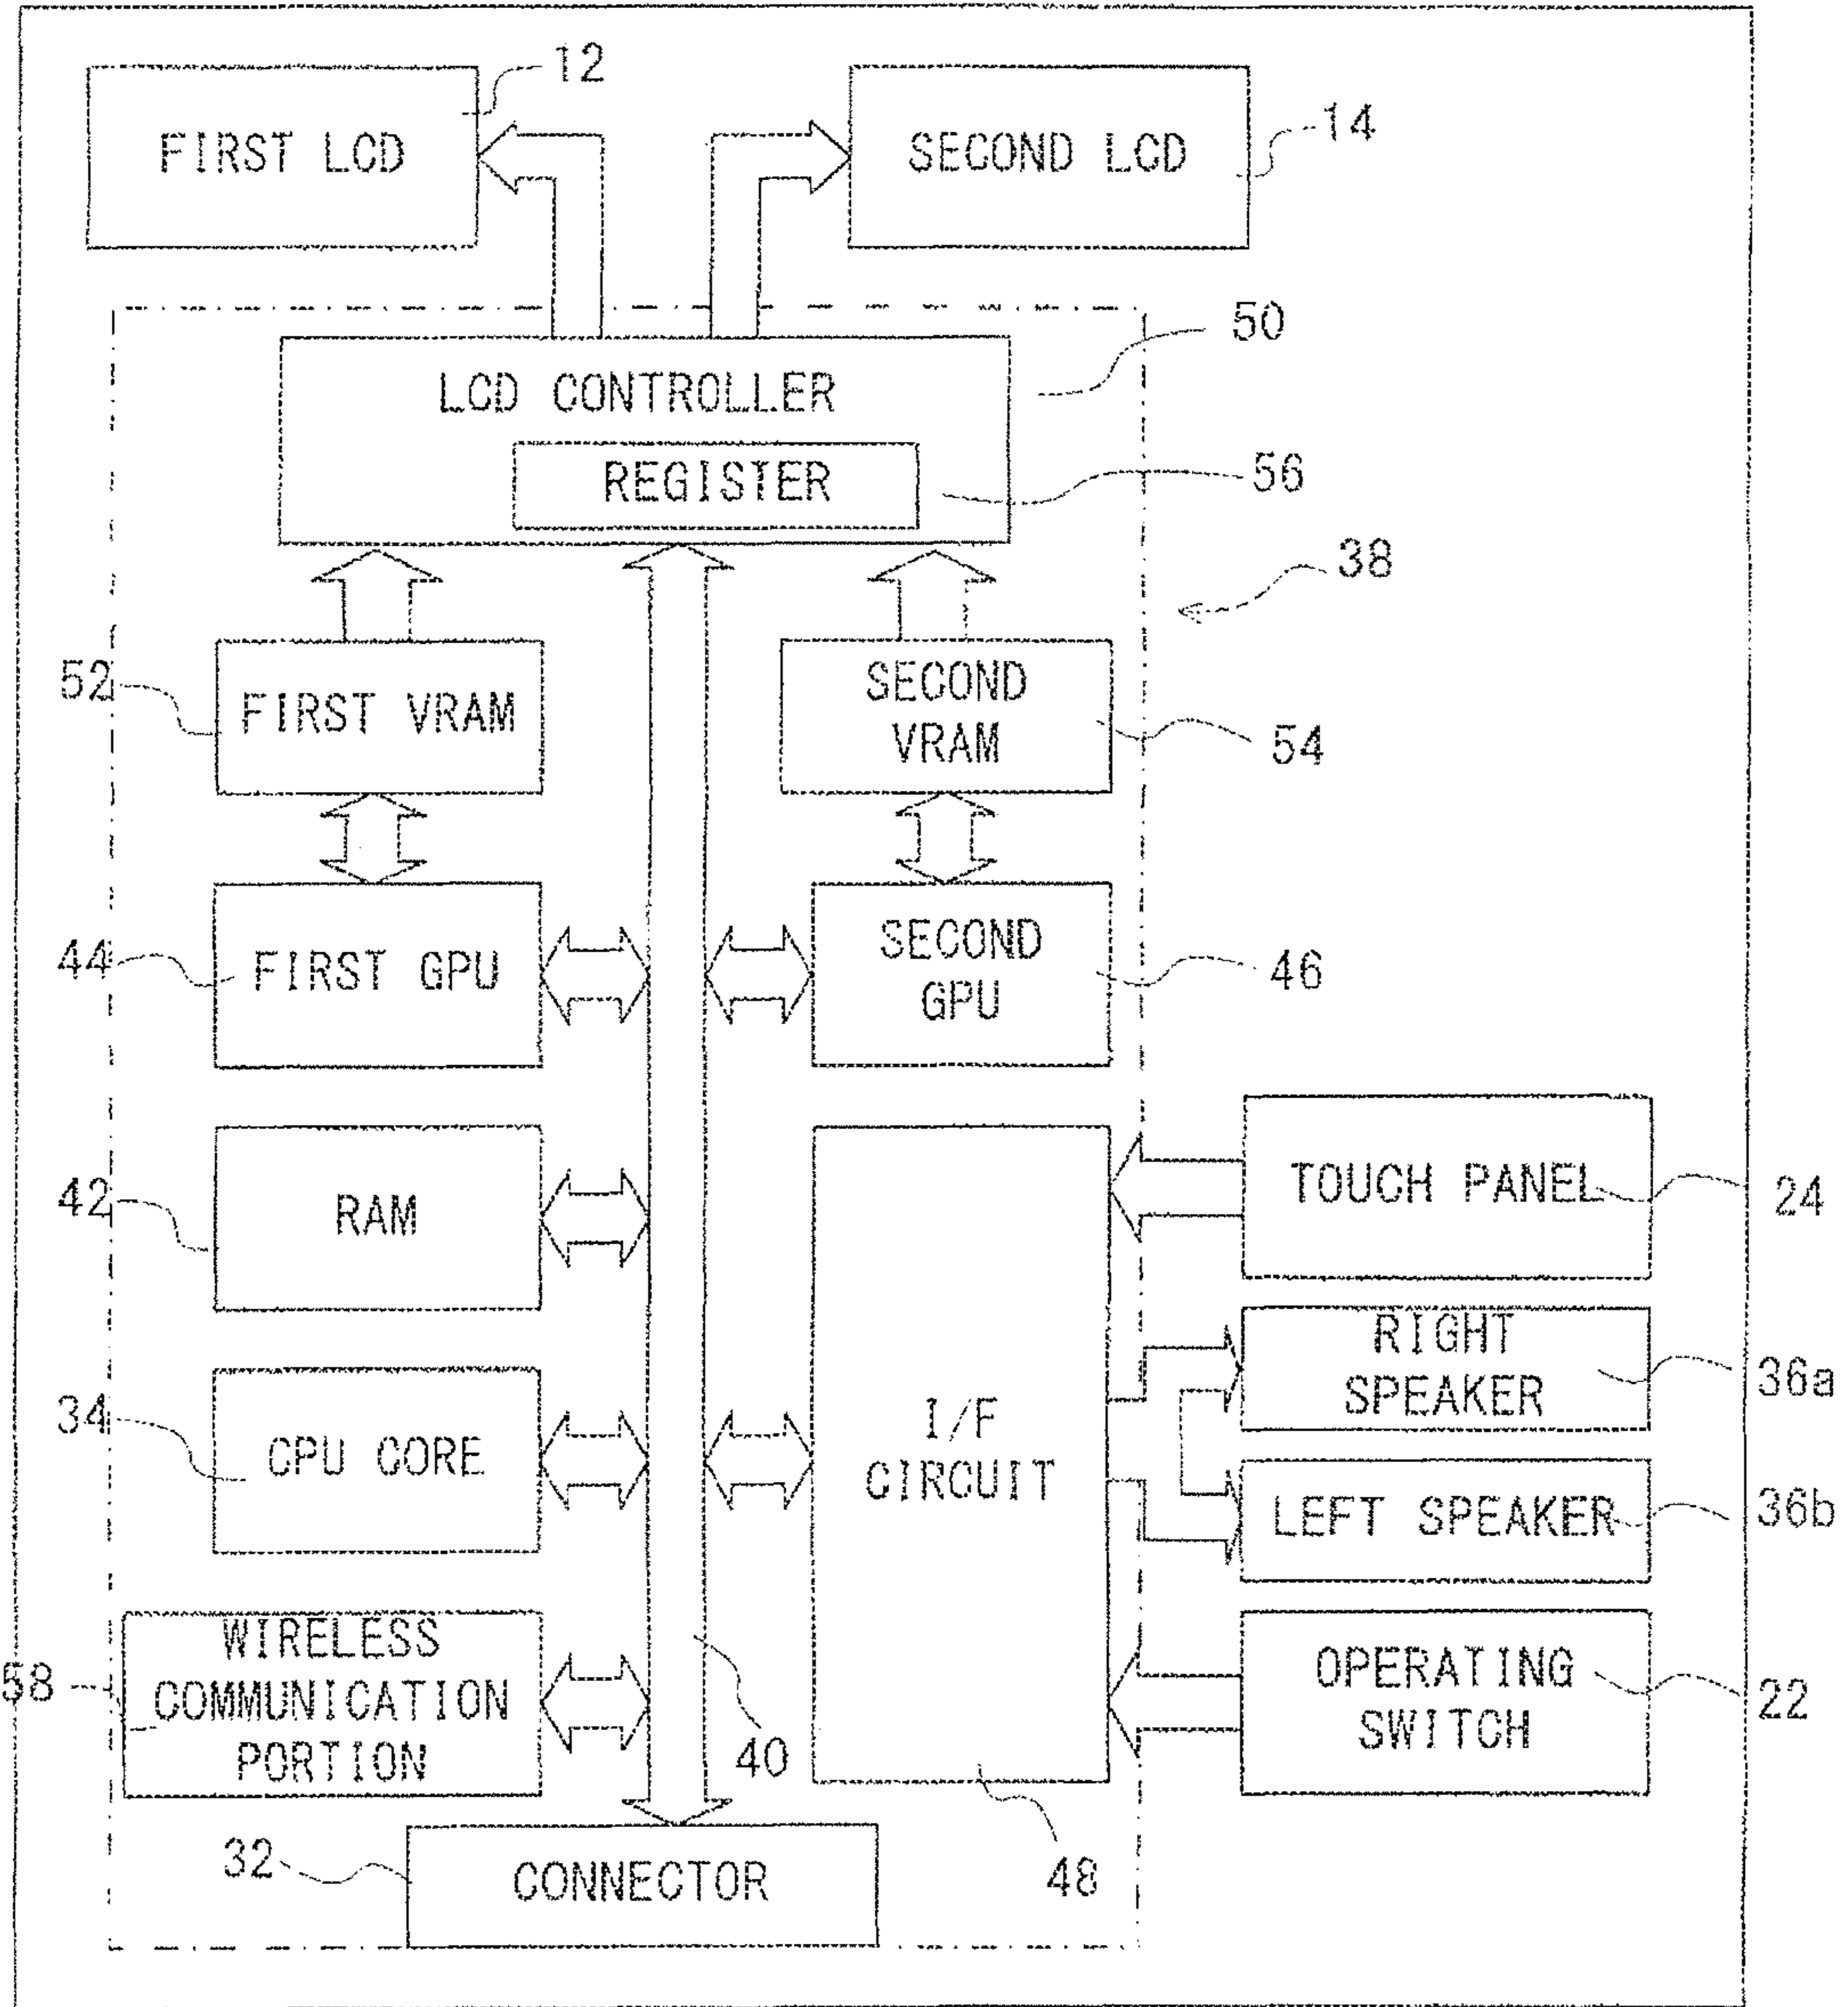 12
FIRST LCD
SECOND LCD
14
50
LCD CONTROLLER
REGISTER
56
38
52
FIRST VRAM
SECOND
VRAM
54
44
FIRST GPU
SECOND
GPU
46
42
RAM
TOUCH PANEL
24
RIGHT
SPEAKER
36a
34
CPU CORE
I/F
CIRCUIT
LEFT SPEAKER
36b
58
WIRELESS
COMMUNICATION
PORTION
OPERATING
SWITCH
22
40
32
CONNECTOR
48